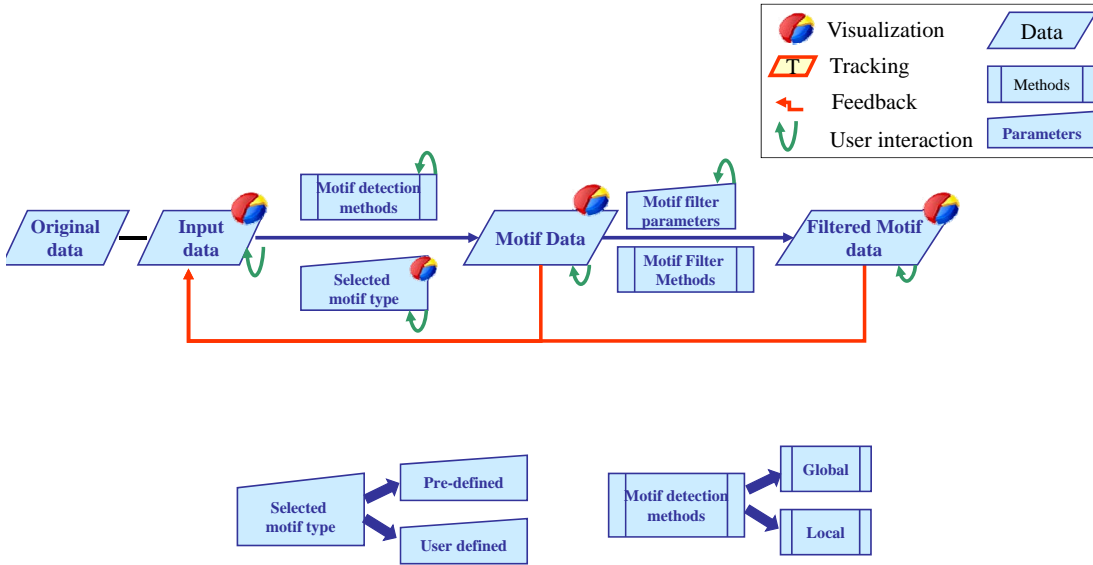 Visualization
Data
T
Tracking
Methods
Feedback
User interaction
Parameters
Motif detection
methods
Motif filter
parameters
Original
data
Input
data
Motif Data
Filtered Motif
data
Selected
motif type
Motif Filter
Methods
Selected
motif type
Pre-defined
User defined
Motif detection
methods
Global
Local